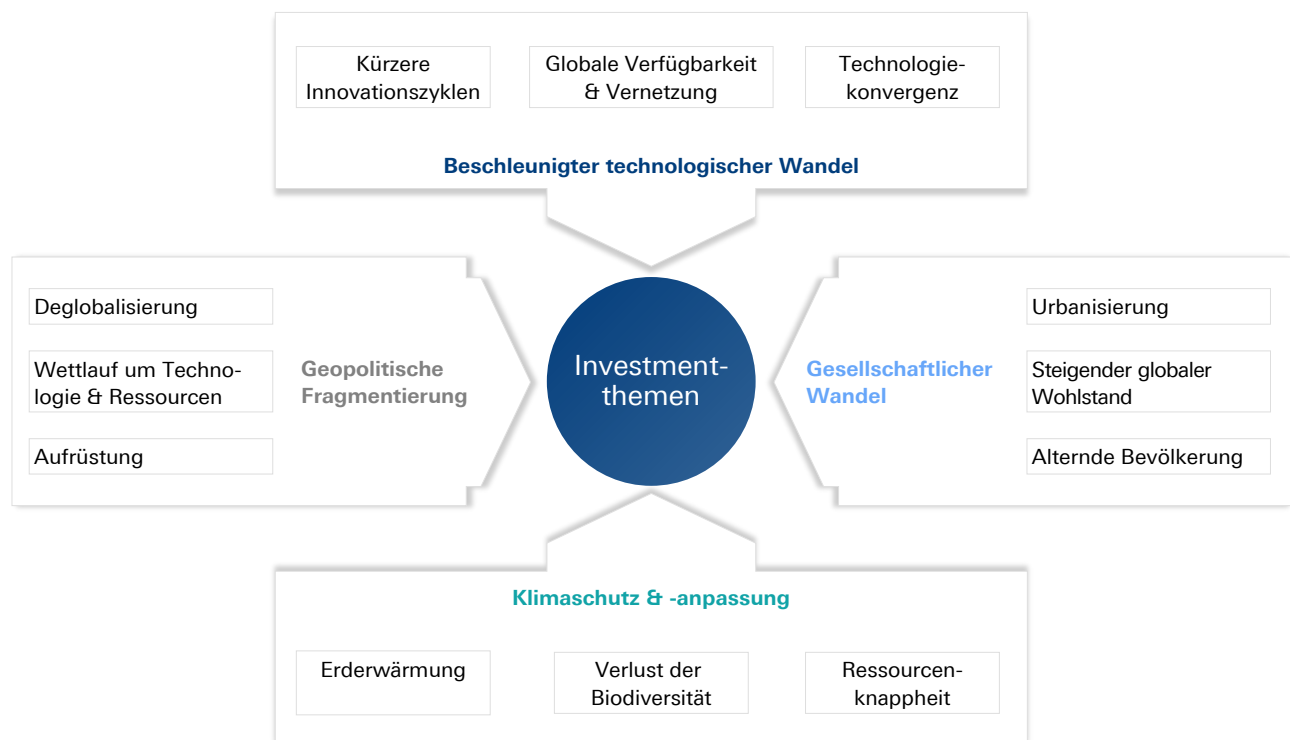 Kürzere
Innovationszyklen
Globale Verfügbarkeit
& Vernetzung
Technologie-
konvergenz
Beschleunigter technologischer Wandel
Deglobalisierung
Wettlauf um Techno-
logie & Ressourcen
Aufrüstung
Geopolitische
Fragmentierung
Investment-
themen
Gesellschaftlicher
Wandel
Urbanisierung
Steigender globaler
Wohlstand
Alternde Bevölkerung
Klimaschutz & -anpassung
Erderwärmung
Verlust der
Biodiversität
Ressourcen-
knappheit